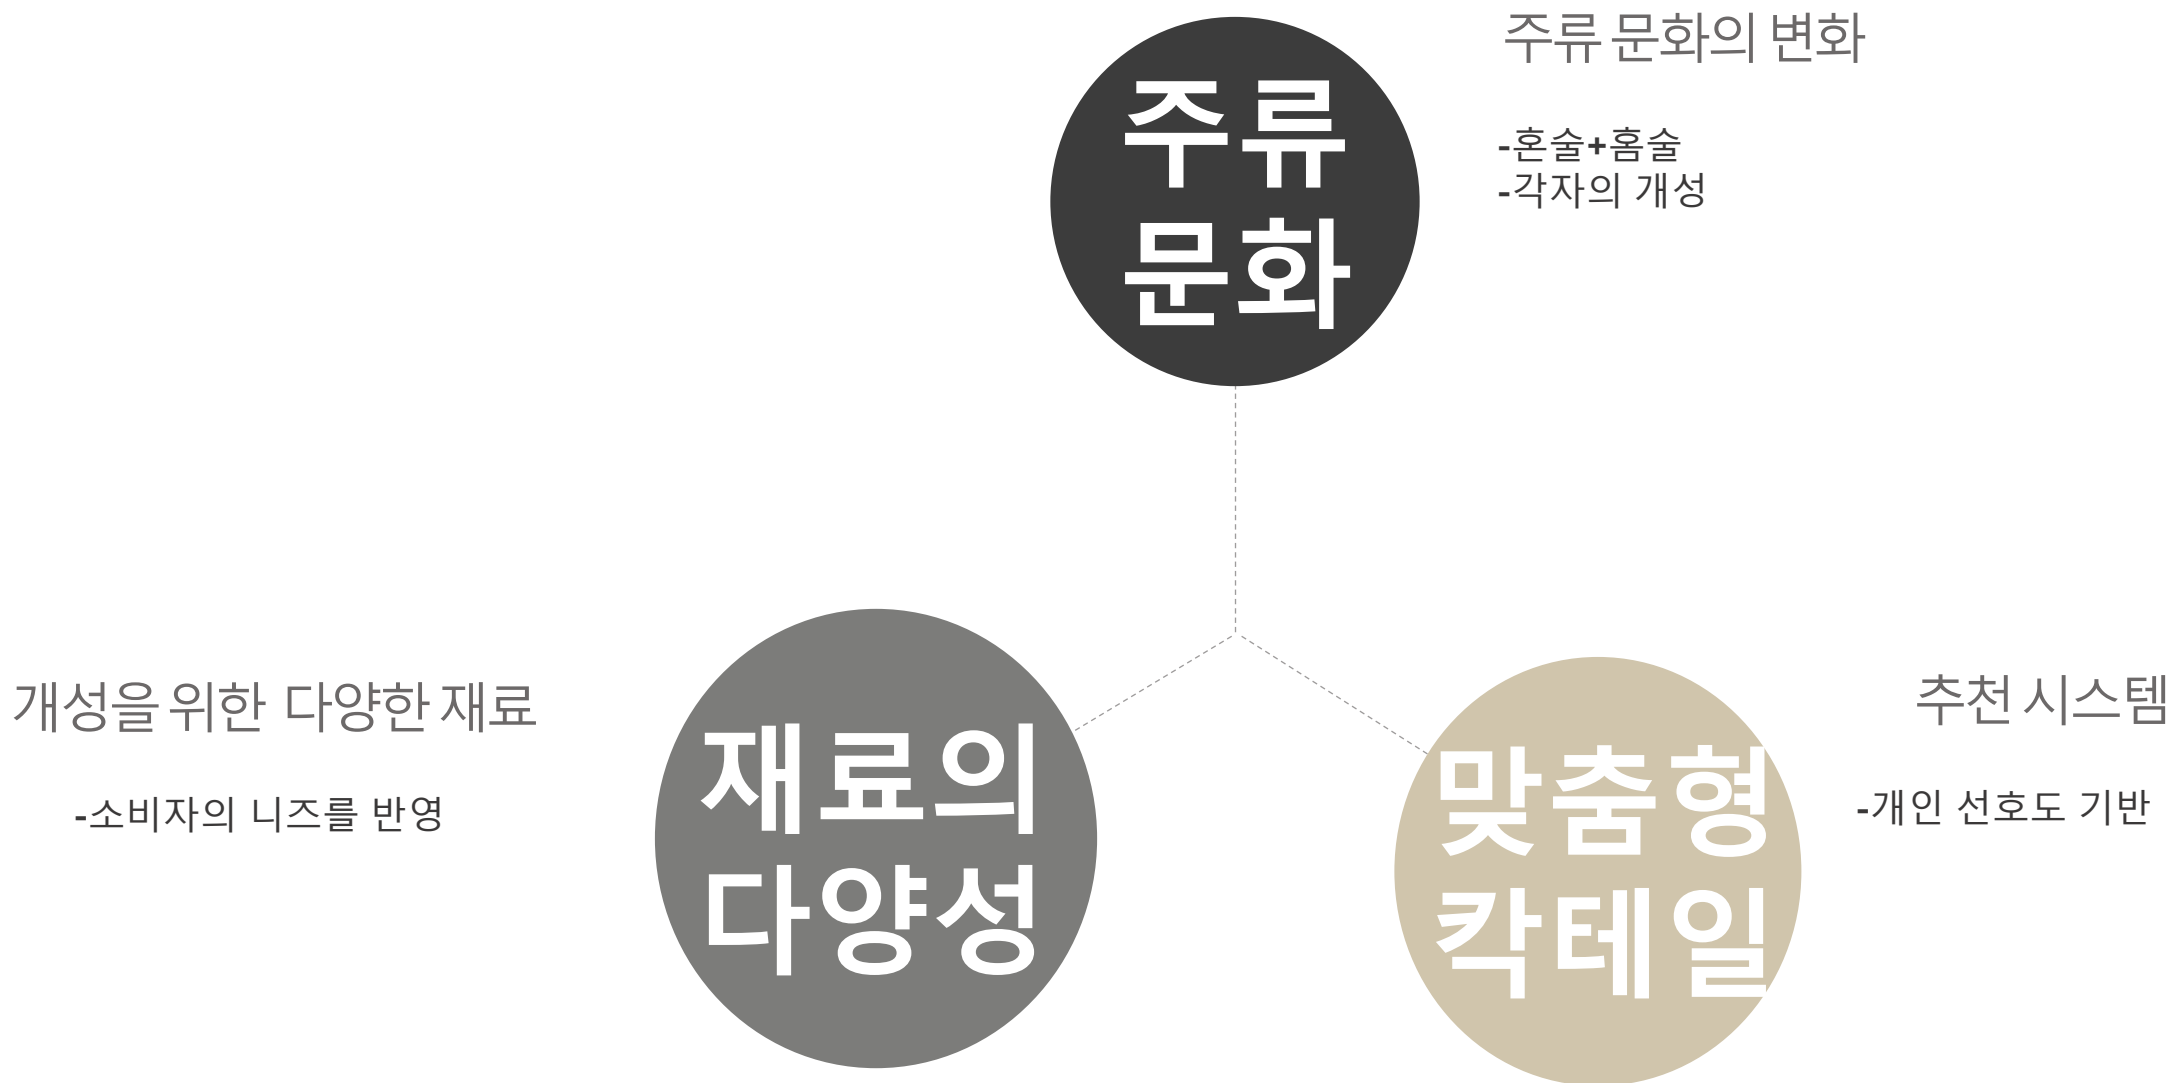 주류
문화
주류 문화의 변화
-혼술+홈술
-각자의 개성
개성을 위한 다양한 재료
-소비자의 니즈를 반영
재료의
다양성
맞춤형
칵테일
추천 시스템
-개인 선호도 기반